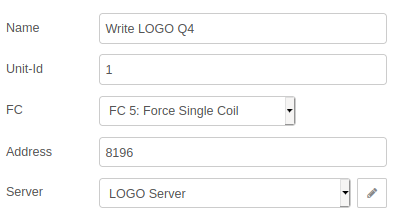 Name Write LOGO Q4
Unit-Id 1
FC FC 5: Force Single Coil
Address 8196
Server LOGO Server